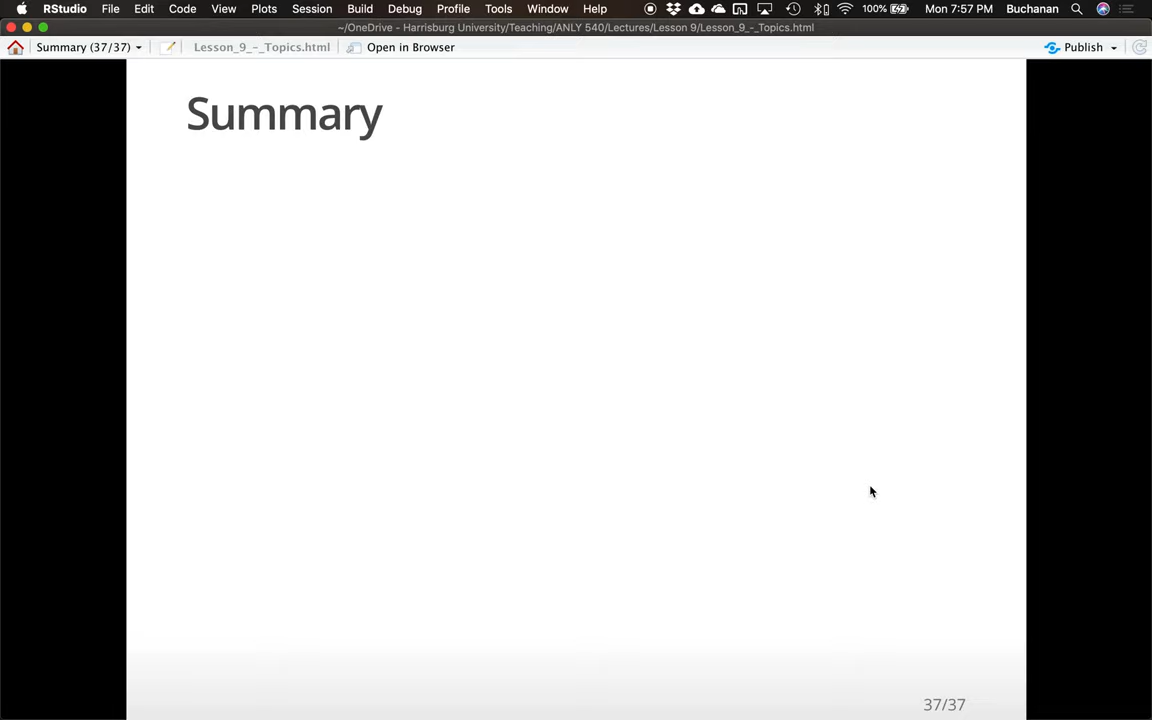 RStudio File Edit Code View Plots Session Build Debug Profile Tools Window Help 100% Mon 7:57 PM Buchanan
~/OneDrive - Harrisburg University/Teaching/ANLY 540/Lectures/Lesson 9/Lesson_9_-_Topics.html
Summary (37/37) Lesson_9_-_Topics.html Open in Browser Publish
Summary
37/37